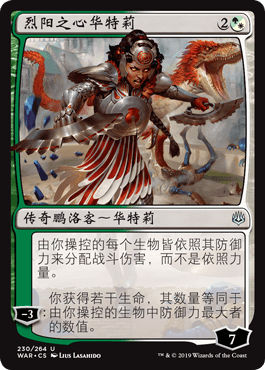 烈阳之心华特莉 2
传奇鹏洛客～华特莉
由你操控的每个生物皆依照其防御
力来分配战斗伤害，而不是依照力
量。
-3 : 你获得若干生命，其数量等同于
由你操控的生物中防御力最大者
的数值。
7
230/264 U
WAR • CS LIUS LASAHIDO
™ & © 2019 Wizards of the Coast